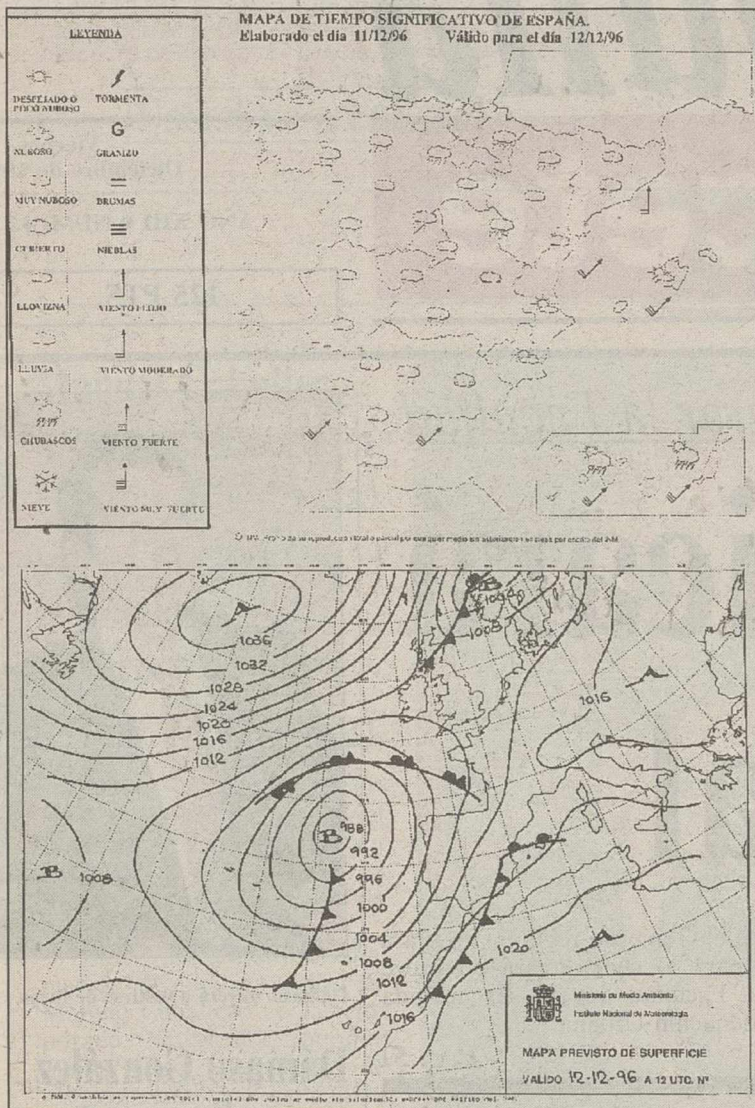 MAPA DE TIEMPO SIGNIFICATIVO DE ESPAÑA.
Elaborado el día 11/12/96 Válido para el día 12/12/96
LEYENDA
DESPEJADO O
POCO NUBOSO
TORMENTA
NUBOSO
G
GRANIZO
MUY NUBOSO
BRUMAS
CUBIERTO
NIEBLAS
LLOVIZNA
VIENTO FLOJO
LLUVIA
VIENTO MODERADO
CHUBASCOS
VIENTO FUERTE
NIEVE
VIENTO MUY FUERTE
A
1036
1032
1028
1024
1020
1016
1012
B
1004
1008
A
1016
B
988
992
996
1000
1004
1008
1012
1016
B
1008
1020
A
Ministerio de Medio Ambiente
Instituto Nacional de Meteorología
MAPA PREVISTO DE SUPERFICIE
VALIDO 12-12-96 A 12 UTC. Nº